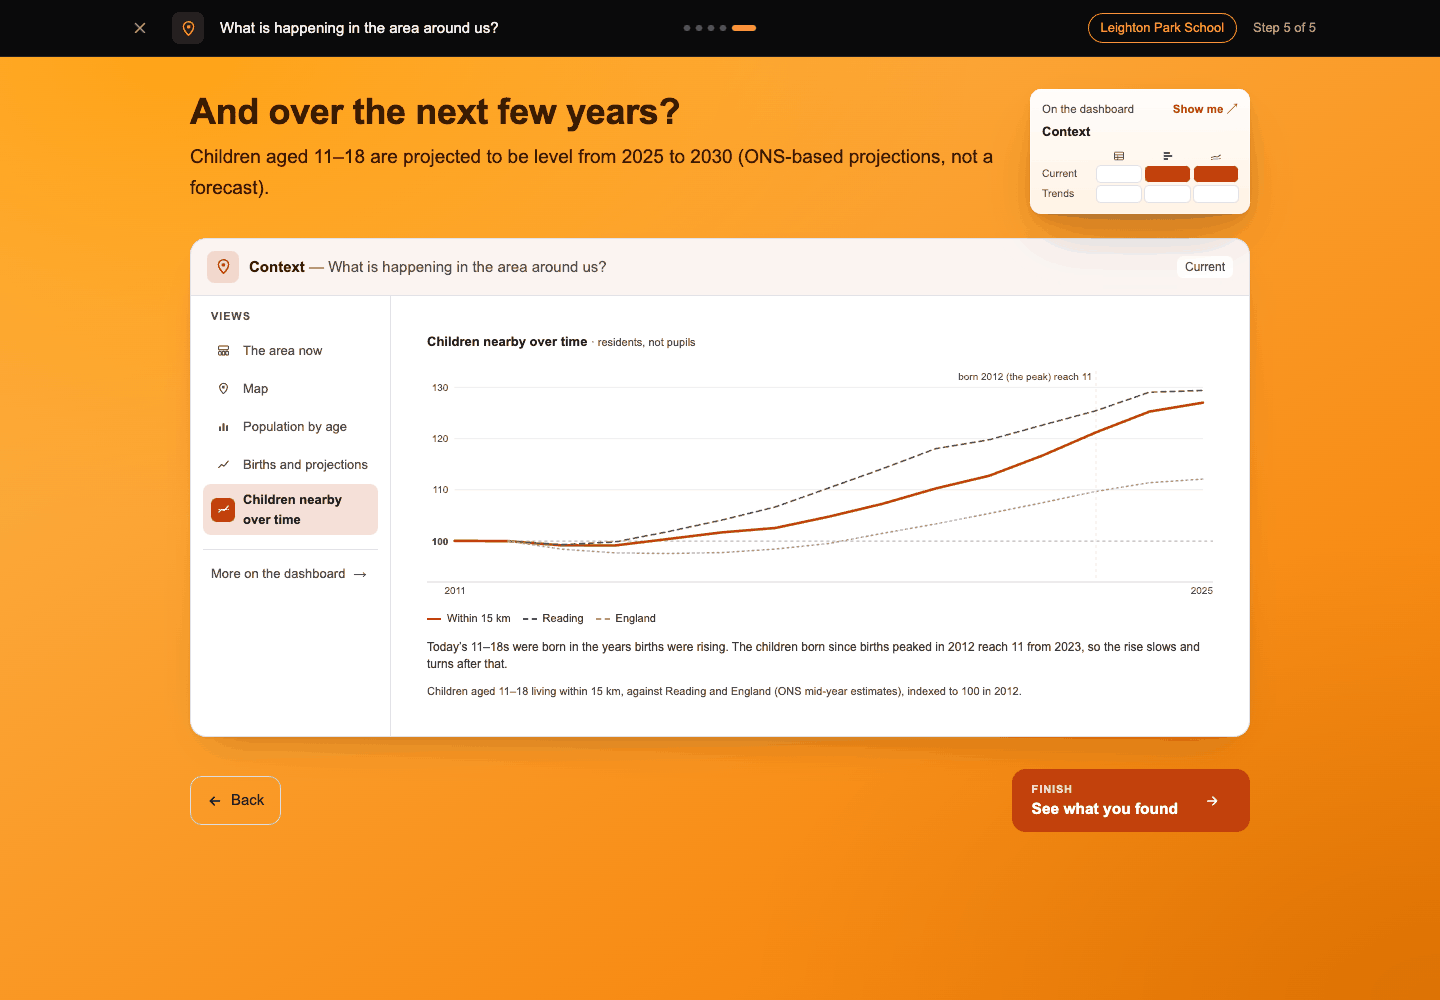 What is happening in the area around us?
Leighton Park School
Step 5 of 5
And over the next few years?
Children aged 11–18 are projected to be level from 2025 to 2030 (ONS-based projections, not a
forecast).
On the dashboard
Show me ↗
Context
Current
Trends
Context — What is happening in the area around us?
Current
VIEWS
The area now
Map
Population by age
Births and projections
Children nearby
over time
More on the dashboard →
Children nearby over time · residents, not pupils
born 2012 (the peak) reach 11
130
120
110
100
2011
2025
Within 15 km
Reading
England
Today's 11–18s were born in the years births were rising. The children born since births peaked in 2012 reach 11 from 2023, so the rise slows and
turns after that.
Children aged 11–18 living within 15 km, against Reading and England (ONS mid-year estimates), indexed to 100 in 2012.
← Back
FINISH
See what you found →